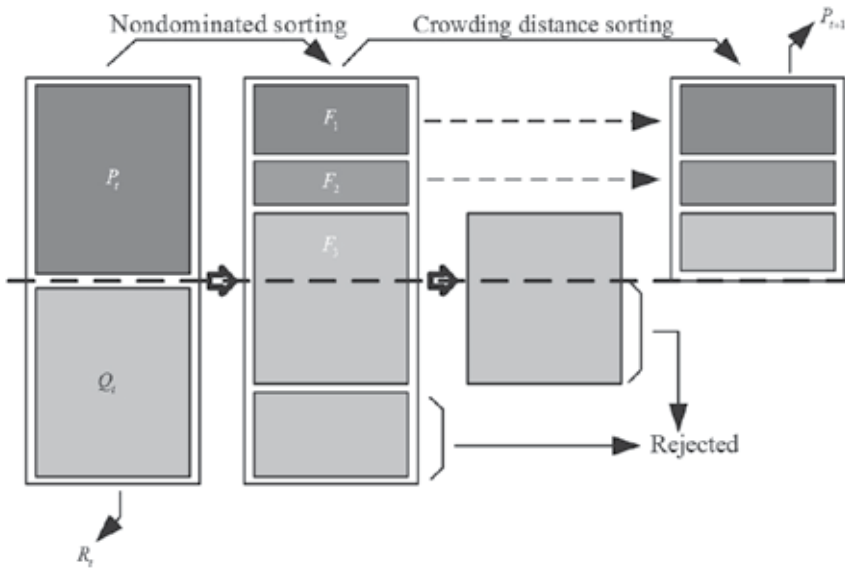 Nondominated sorting
Crowding distance sorting
P_{t+1}
P_t
F_1
F_2
F_3
Q_t
Rejected
R_t